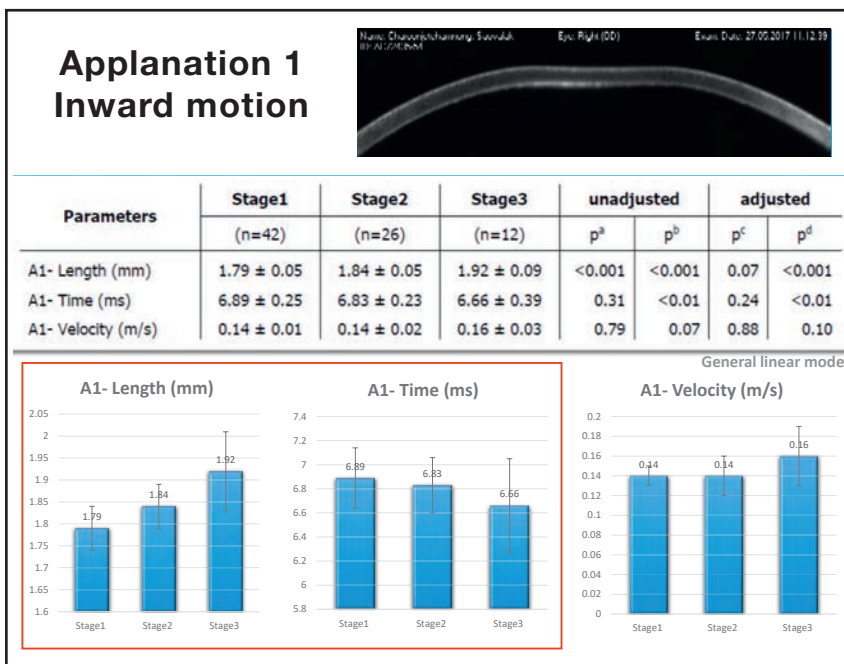 Applanation 1
Inward motion
Eye: Right (OD)
Exam Date: 27.05.2017 11.12.39
Parameters Stage1 Stage2 Stage3 unadjusted adjusted
(n=42) (n=26) (n=12) pᵃ pᵇ pᶜ pᵈ
A1- Length (mm) 1.79 ± 0.05 1.84 ± 0.05 1.92 ± 0.09 <0.001 <0.001 0.07 <0.001
A1- Time (ms) 6.89 ± 0.25 6.83 ± 0.23 6.66 ± 0.39 0.31 <0.01 0.24 <0.01
A1- Velocity (m/s) 0.14 ± 0.01 0.14 ± 0.02 0.16 ± 0.03 0.79 0.07 0.88 0.10
General linear mode
A1- Length (mm)
2.05
2
1.95
1.9
1.85
1.8
1.75
1.7
1.65
1.6
1.79
1.84
1.92
Stage1 Stage2 Stage3
A1- Time (ms)
7.4
7.2
7
6.8
6.6
6.4
6.2
6
5.8
6.89
6.83
6.66
Stage1 Stage2 Stage3
A1- Velocity (m/s)
0.2
0.18
0.16
0.14
0.12
0.1
0.08
0.06
0.04
0.02
0
0.14
0.14
0.16
Stage1 Stage2 Stage3